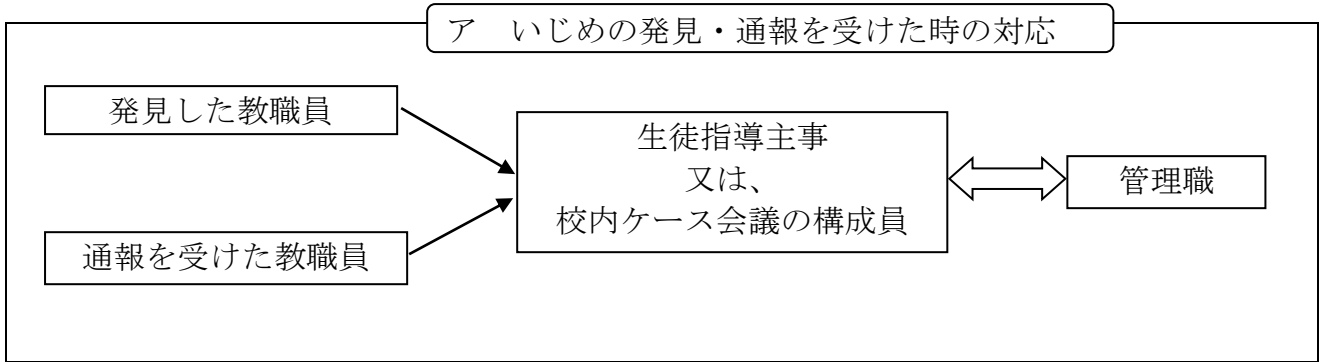 ア　いじめの発見・通報を受けた時の対応
発見した教職員
通報を受けた教職員
生徒指導主事
又は、
校内ケース会議の構成員
管理職